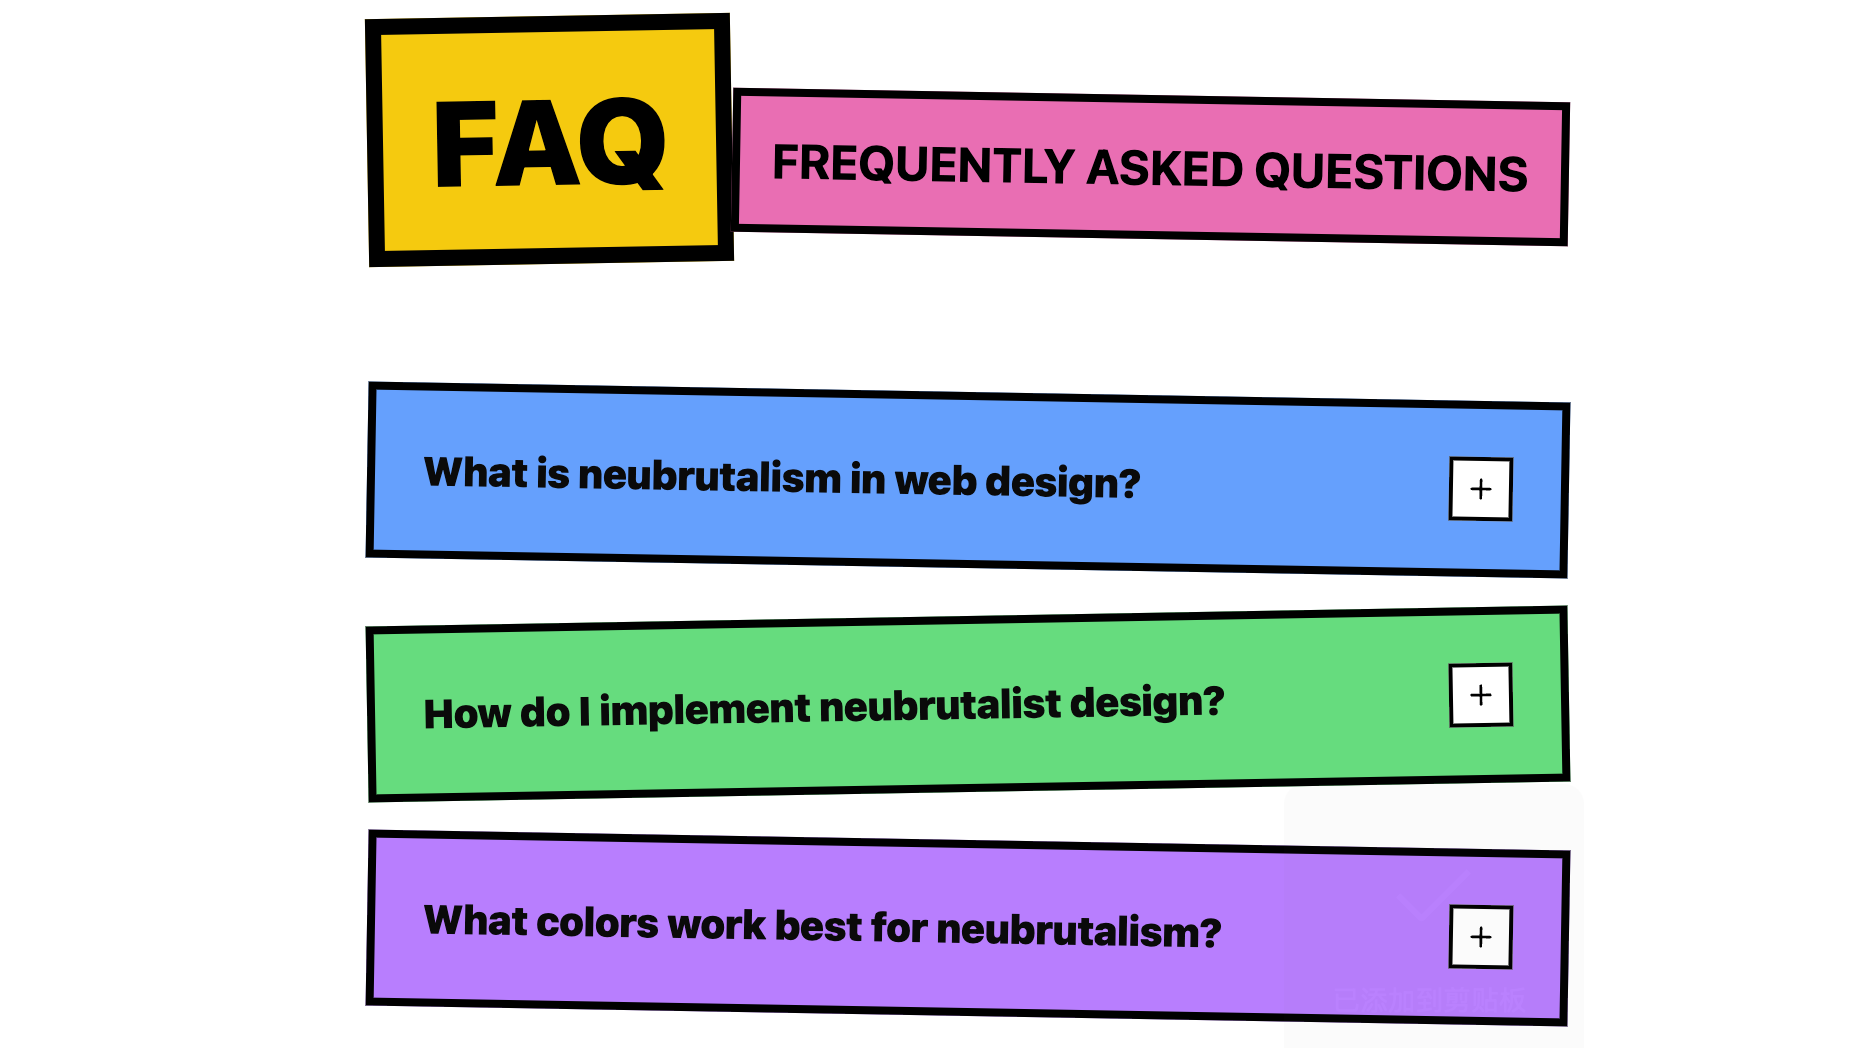 FAQ
FREQUENTLY ASKED QUESTIONS
What is neubrutalism in web design?
+
How do I implement neubrutalist design?
+
What colors work best for neubrutalism?
+
已添加到剪贴板